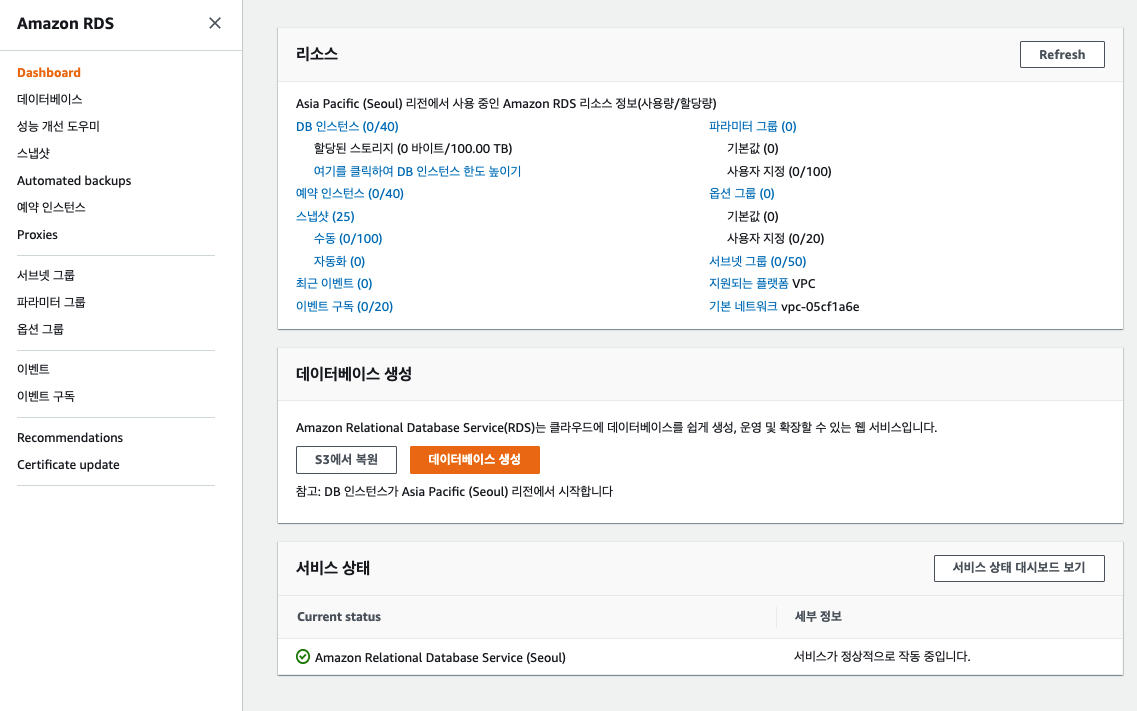 Amazon RDS
Dashboard
데이터베이스
성능 개선 도우미
스냅샷
Automated backups
예약 인스턴스
Proxies
서브넷 그룹
파라미터 그룹
옵션 그룹
이벤트
이벤트 구독
Recommendations
Certificate update
리소스
Refresh
Asia Pacific (Seoul) 리전에서 사용 중인 Amazon RDS 리소스 정보(사용량/할당량)
DB 인스턴스 (0/40)
할당된 스토리지 (0 바이트/100.00 TB)
여기를 클릭하여 DB 인스턴스 한도 높이기
예약 인스턴스 (0/40)
스냅샷 (25)
수동 (0/100)
자동화 (0)
최근 이벤트 (0)
이벤트 구독 (0/20)
파라미터 그룹 (0)
기본값 (0)
사용자 지정 (0/100)
옵션 그룹 (0)
기본값 (0)
사용자 지정 (0/20)
서브넷 그룹 (0/50)
지원되는 플랫폼 VPC
기본 네트워크 vpc-05cf1a6e
데이터베이스 생성
Amazon Relational Database Service(RDS)는 클라우드에 데이터베이스를 쉽게 생성, 운영 및 확장할 수 있는 웹 서비스입니다.
S3에서 복원
데이터베이스 생성
참고: DB 인스턴스가 Asia Pacific (Seoul) 리전에서 시작합니다
서비스 상태
서비스 상태 대시보드 보기
Current status
세부 정보
Amazon Relational Database Service (Seoul)
서비스가 정상적으로 작동 중입니다.